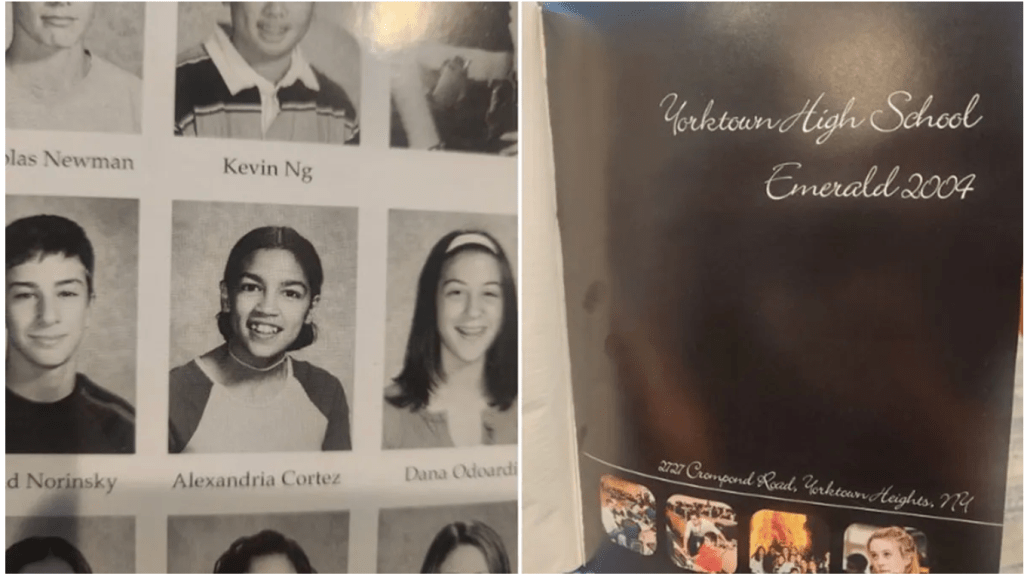 olas Newman
Kevin Ng
d Norinsky
Alexandria Cortez
Dana Odoardi
Yorktown High School
Emerald 2004
2727 Crompond Road, Yorktown Heights, NY